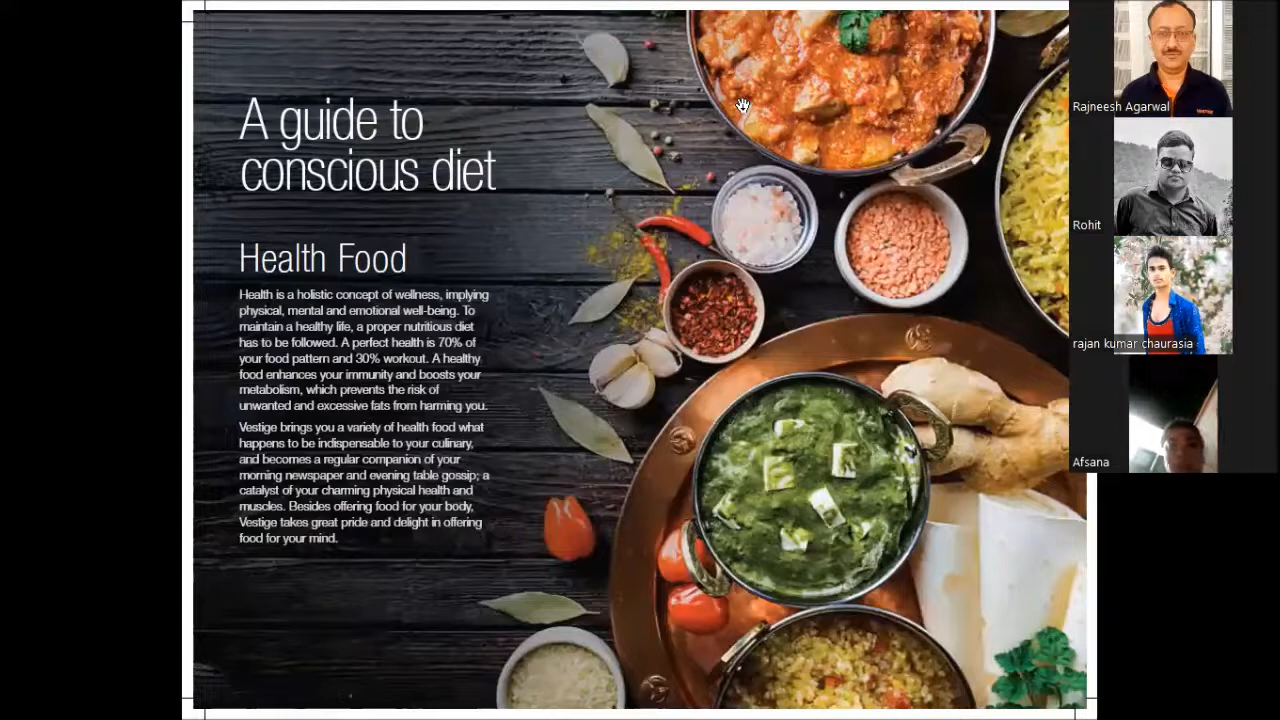 A guide to
conscious diet
Health Food
Health is a holistic concept of wellness, implying
physical, mental and emotional well-being. To
maintain a healthy life, a proper nutritious diet
has to be followed. A perfect health is 70% of
your food pattern and 30% workout. A healthy
food enhances your immunity and boosts your
metabolism, which prevents the risk of
unwanted and excessive fats from harming you.
Vestige brings you a variety of health food what
happens to be indispensable to your culinary,
and becomes a regular companion of your
morning newspaper and evening table gossip; a
catalyst of your charming physical health and
muscles. Besides offering food for your body,
Vestige takes great pride and delight in offering
food for your mind.
Rajneesh Agarwal
Rohit
rajan kumar chaurasia
Afsana